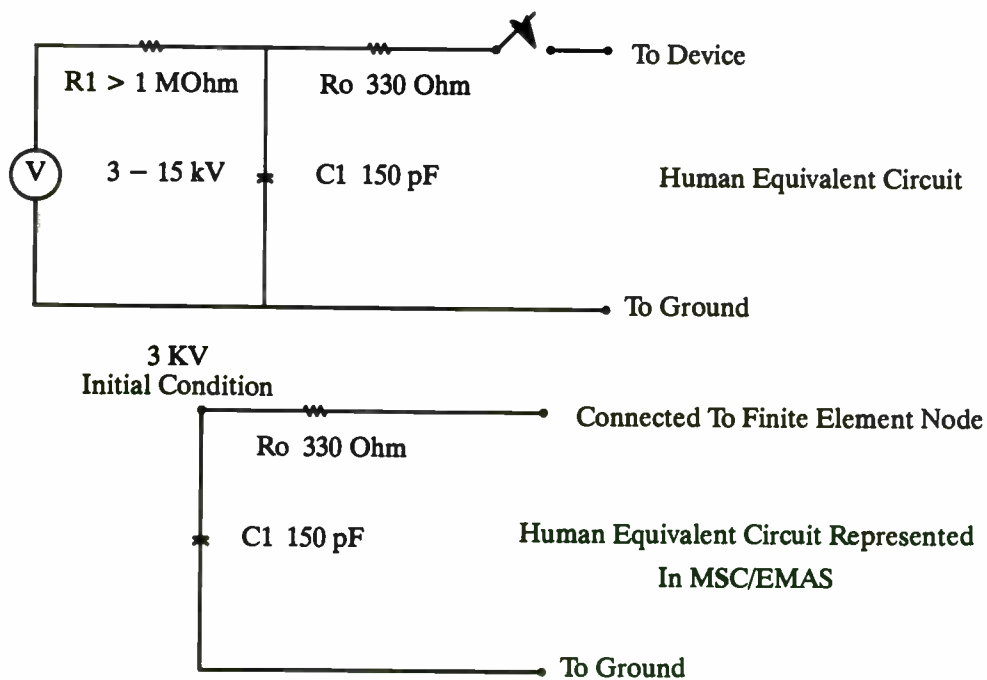 To Device
R1 > 1 MOhm
Ro 330 Ohm
V
3 – 15 kV
C1 150 pF
Human Equivalent Circuit
To Ground
3 KV
Initial Condition
Connected To Finite Element Node
Ro 330 Ohm
C1 150 pF
Human Equivalent Circuit Represented
In MSC/EMAS
To Ground